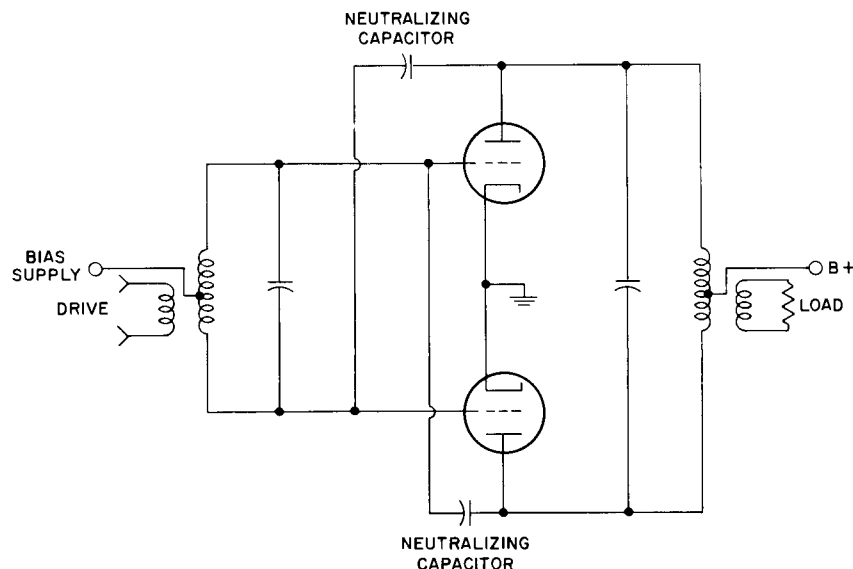 NEUTRALIZING
CAPACITOR
BIAS
SUPPLY
DRIVE
B+
LOAD
NEUTRALIZING
CAPACITOR